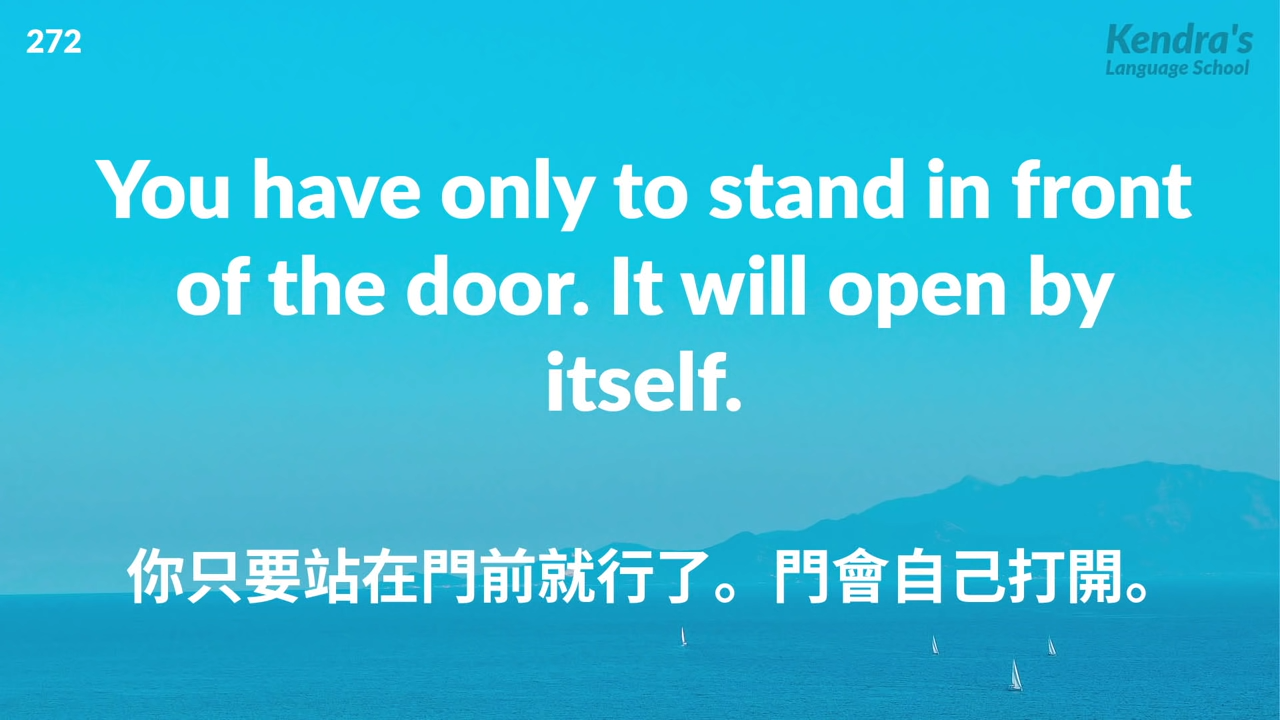 272
Kendra's
Language School
You have only to stand in front
of the door. It will open by
itself.
你只要站在門前就行了。門會自己打開。